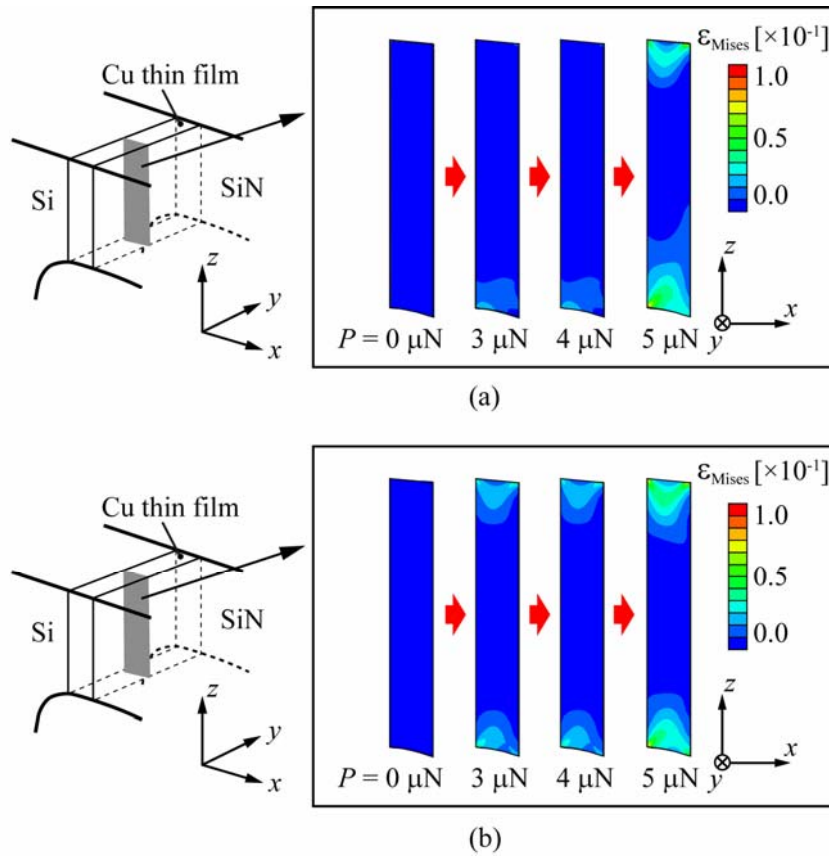 εMises [×10⁻¹]
Cu thin film
1.0
Si
SiN
0.5
0.0
z
z
y
x
x
P = 0 μN 3 μN 4 μN 5 μN y
(a)
εMises [×10⁻¹]
Cu thin film
1.0
Si
SiN
0.5
0.0
z
z
y
x
x
P = 0 μN 3 μN 4 μN 5 μN y
(b)